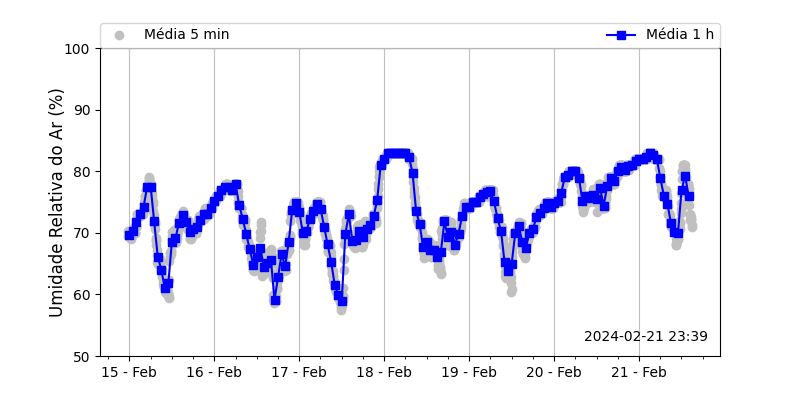 Média 5 min
Média 1 h
Umidade Relativa do Ar (%)
100
90
80
70
60
50
2024-02-21 23:39
15 - Feb
16 - Feb
17 - Feb
18 - Feb
19 - Feb
20 - Feb
21 - Feb